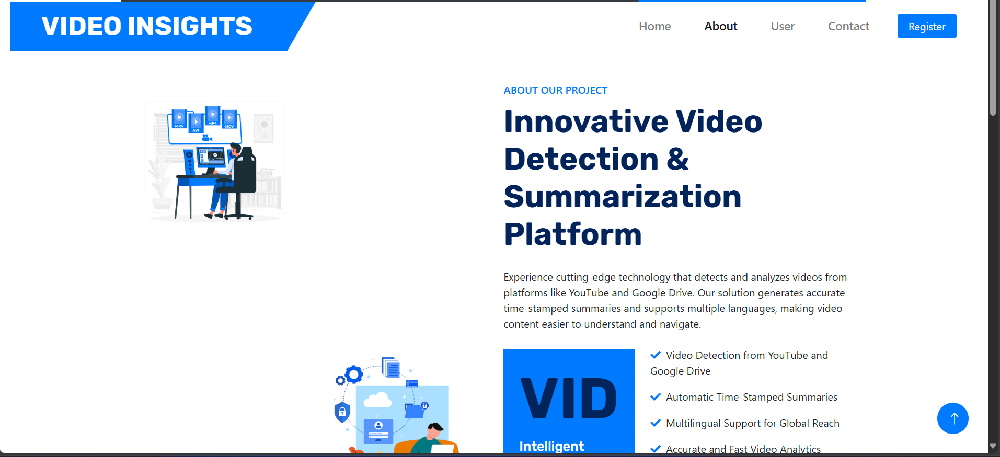 VIDEO INSIGHTS
Home About User Contact Register
MKV AVI MP4 MOV
ABOUT OUR PROJECT
Innovative Video
Detection &
Summarization
Platform
Experience cutting-edge technology that detects and analyzes videos from
platforms like YouTube and Google Drive. Our solution generates accurate
time-stamped summaries and supports multiple languages, making video
content easier to understand and navigate.
VID
Intelligent
Video Detection from YouTube and
Google Drive
Automatic Time-Stamped Summaries
Multilingual Support for Global Reach
Accurate and Fast Video Analytics